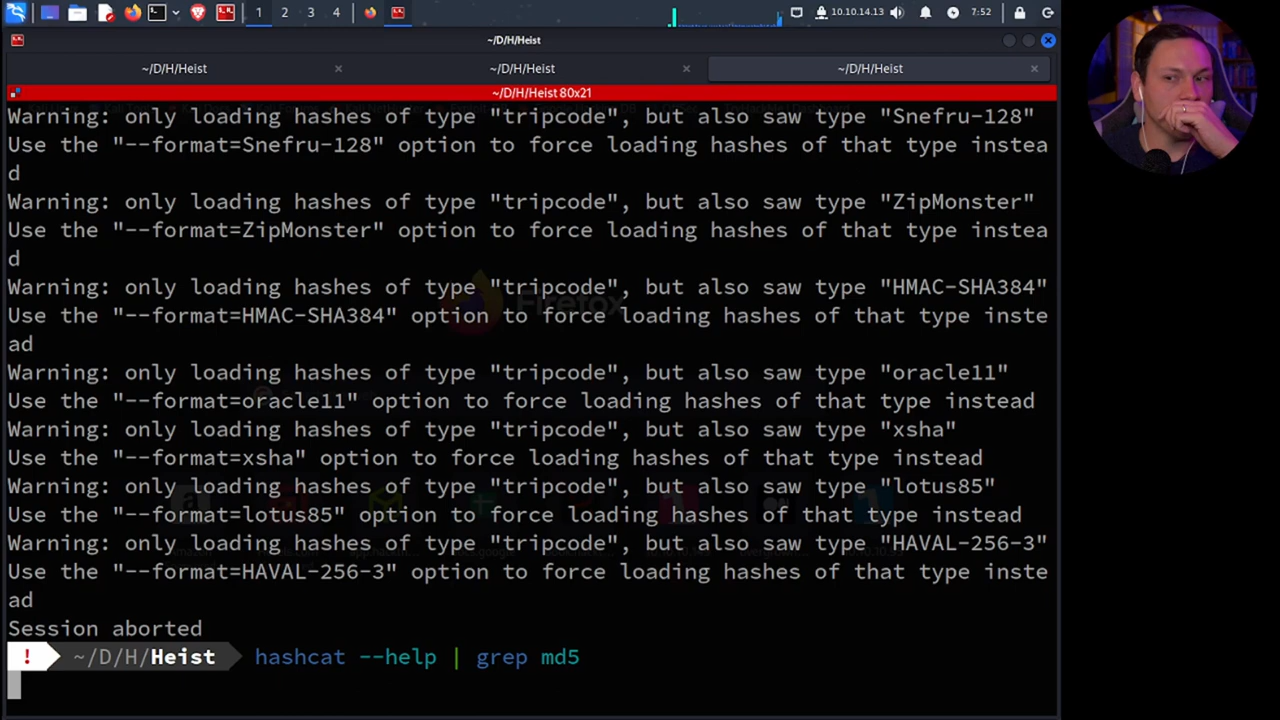 1 2 3 4
10.10.14.13 7:52
~/D/H/Heist
~/D/H/Heist ~/D/H/Heist ~/D/H/Heist
~/D/H/Heist 80x21
Warning: only loading hashes of type "tripcode", but also saw type "Snefru-128"
Use the "--format=Snefru-128" option to force loading hashes of that type instea
d
Warning: only loading hashes of type "tripcode", but also saw type "ZipMonster"
Use the "--format=ZipMonster" option to force loading hashes of that type instea
d
Warning: only loading hashes of type "tripcode", but also saw type "HMAC-SHA384"
Use the "--format=HMAC-SHA384" option to force loading hashes of that type inste
ad
Warning: only loading hashes of type "tripcode", but also saw type "oracle11"
Use the "--format=oracle11" option to force loading hashes of that type instead
Warning: only loading hashes of type "tripcode", but also saw type "xsha"
Use the "--format=xsha" option to force loading hashes of that type instead
Warning: only loading hashes of type "tripcode", but also saw type "lotus85"
Use the "--format=lotus85" option to force loading hashes of that type instead
Warning: only loading hashes of type "tripcode", but also saw type "HAVAL-256-3"
Use the "--format=HAVAL-256-3" option to force loading hashes of that type inste
ad
Session aborted
! ~/D/H/Heist hashcat --help | grep md5
Firefox